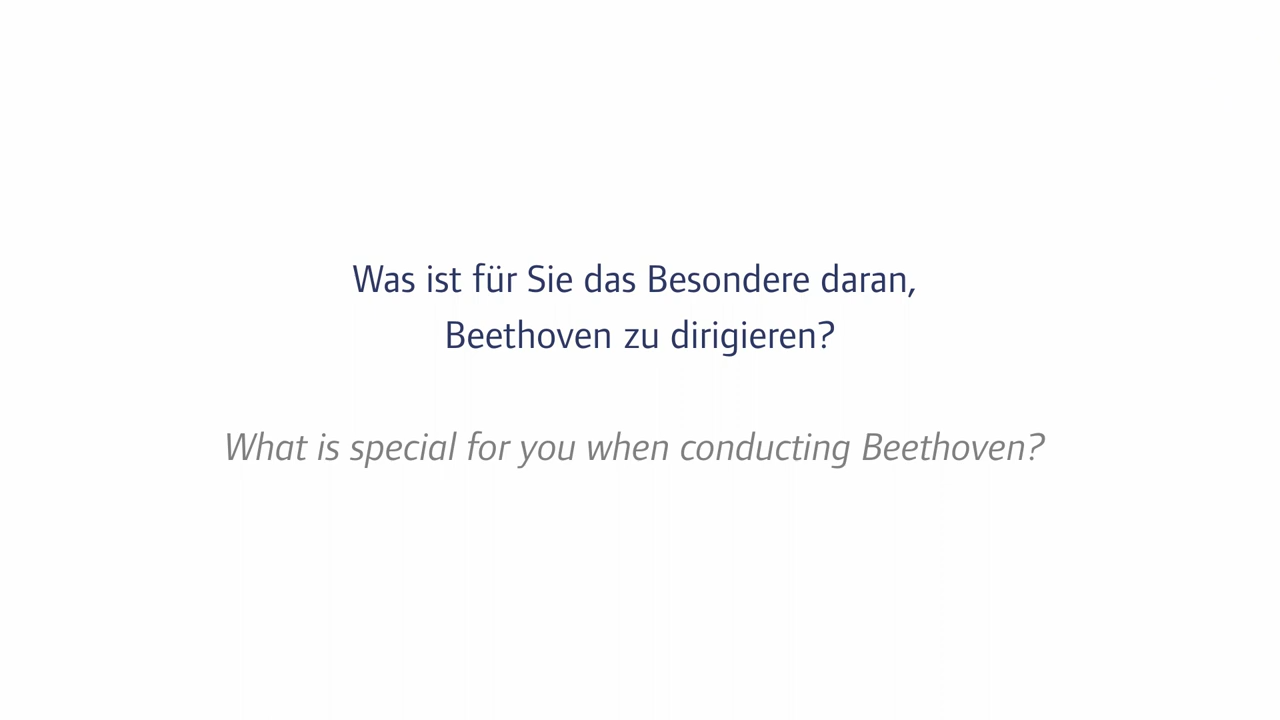 Was ist für Sie das Besondere daran,
Beethoven zu dirigieren?
What is special for you when conducting Beethoven?